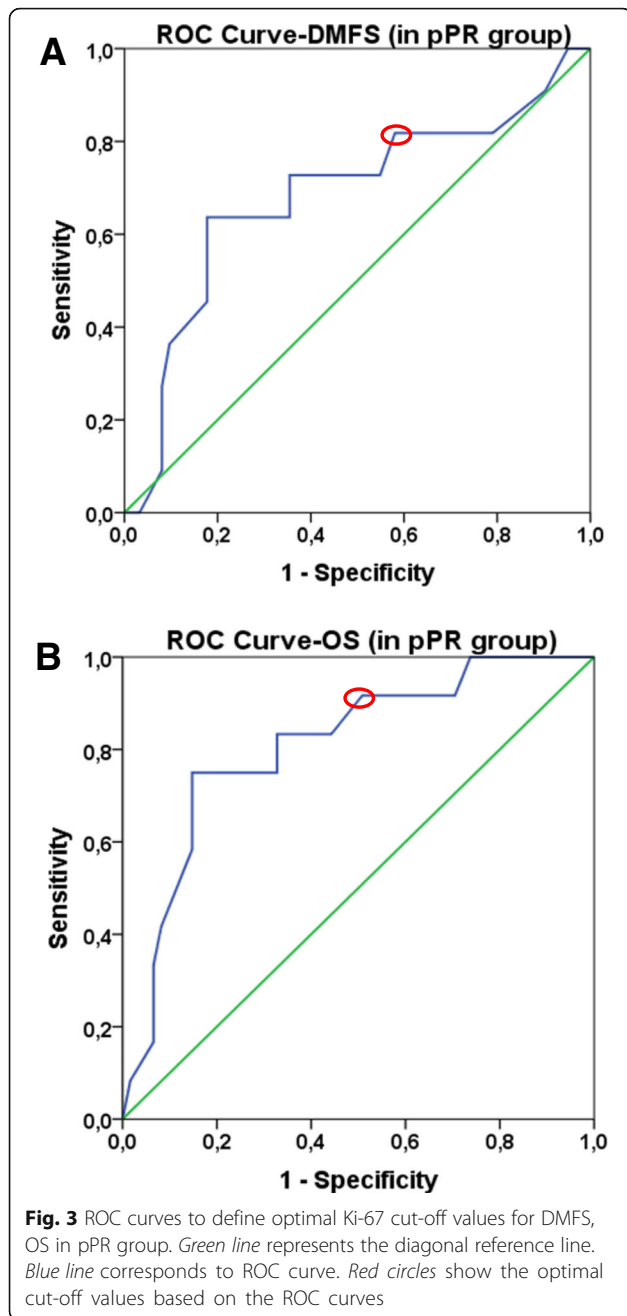 A
ROC Curve-DMFS (in pPR group)
1,0
0,8
0,6
0,4
0,2
0,0
Sensitivity
0,0 0,2 0,4 0,6 0,8 1,0
1 - Specificity
B
ROC Curve-OS (in pPR group)
1,0
0,8
0,6
0,4
0,2
0,0
Sensitivity
0,0 0,2 0,4 0,6 0,8 1,0
1 - Specificity
Fig. 3 ROC curves to define optimal Ki-67 cut-off values for DMFS,
OS in pPR group. Green line represents the diagonal reference line.
Blue line corresponds to ROC curve. Red circles show the optimal
cut-off values based on the ROC curves